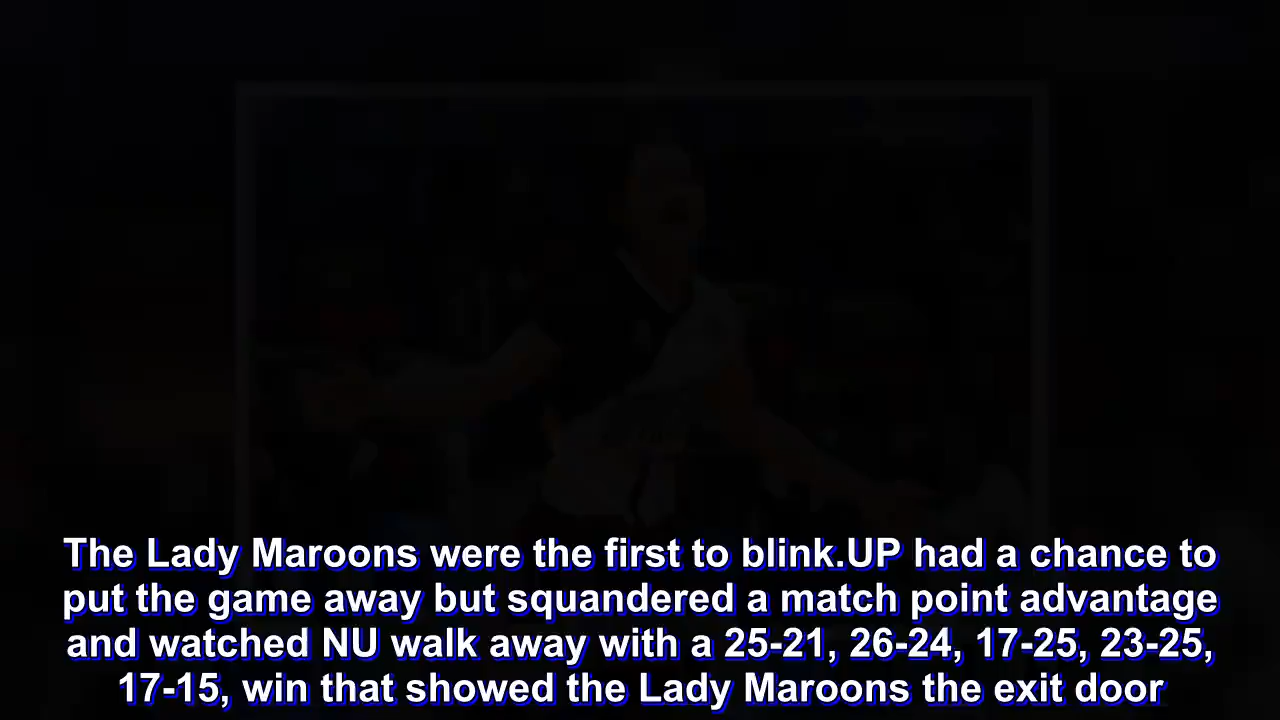 The Lady Maroons were the first to blink.UP had a chance to
put the game away but squandered a match point advantage
and watched NU walk away with a 25-21, 26-24, 17-25, 23-25,
17-15, win that showed the Lady Maroons the exit door